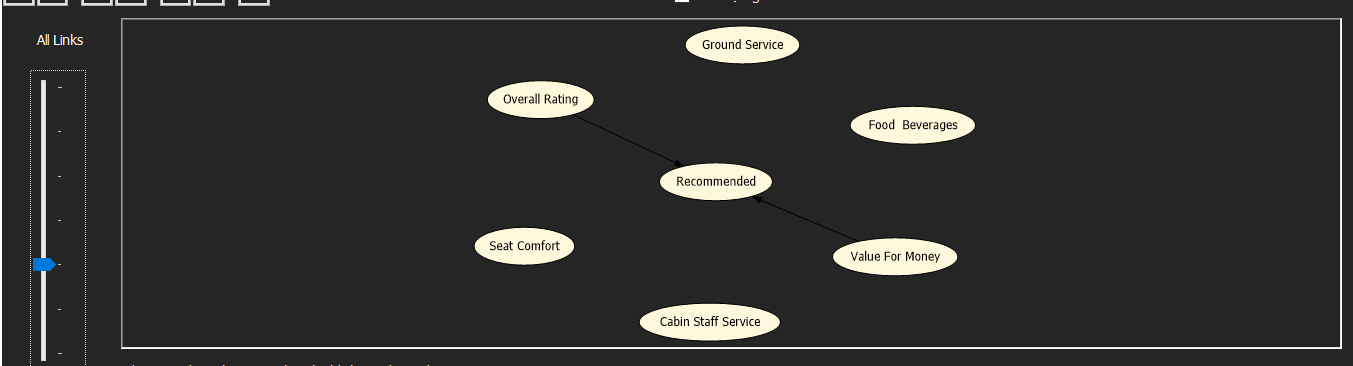 All Links
Ground Service
Overall Rating
Food  Beverages
Recommended
Seat Comfort
Value For Money
Cabin Staff Service